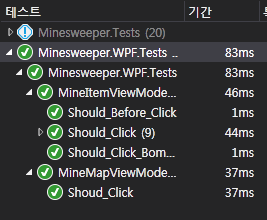 테스트 기간
Minesweeper.Tests (20)
Minesweeper.WPF.Tests ... 83ms
Minesweeper.WPF.Tests 83ms
MineItemViewMode... 46ms
Should_Before_Click 1ms
Should_Click (9) 44ms
Should_Click_Bom... 1ms
MineMapViewMode... 37ms
Shoud_Click 37ms